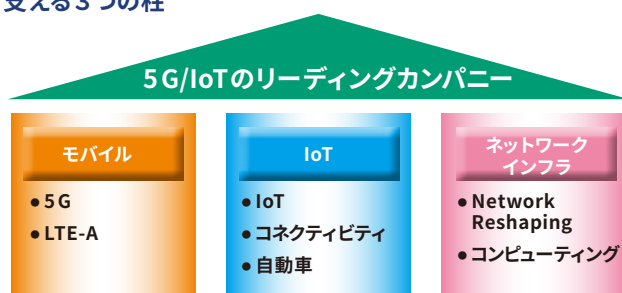 支える３つの柱
5G/IoTのリーディングカンパニー
モバイル
●5G
●LTE-A
IoT
●IoT
●コネクティビティ
●自動車
ネットワーク
インフラ
●Network
Reshaping
●コンピューティング